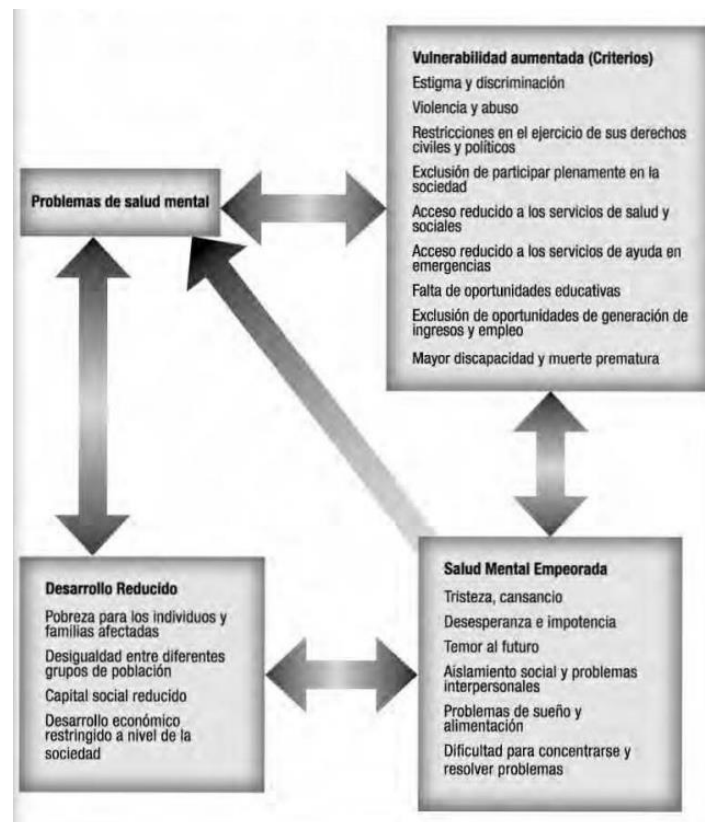 Vulnerabilidad aumentada (Criterios)
Estigma y discriminación
Violencia y abuso
Restricciones en el ejercicio de sus derechos
civiles y políticos
Exclusión de participar plenamente en la
sociedad
Acceso reducido a los servicios de salud y
sociales
Acceso reducido a los servicios de ayuda en
emergencias
Falta de oportunidades educativas
Exclusión de oportunidades de generación de
ingresos y empleo
Mayor discapacidad y muerte prematura
Problemas de salud mental
Desarrollo Reducido
Pobreza para los individuos y
familias afectadas
Desigualdad entre diferentes
grupos de población
Capital social reducido
Desarrollo económico
restringido a nivel de la
sociedad
Salud Mental Empeorada
Tristeza, cansancio
Desesperanza e impotencia
Temor al futuro
Aislamiento social y problemas
interpersonales
Problemas de sueño y
alimentación
Dificultad para concentrarse y
resolver problemas